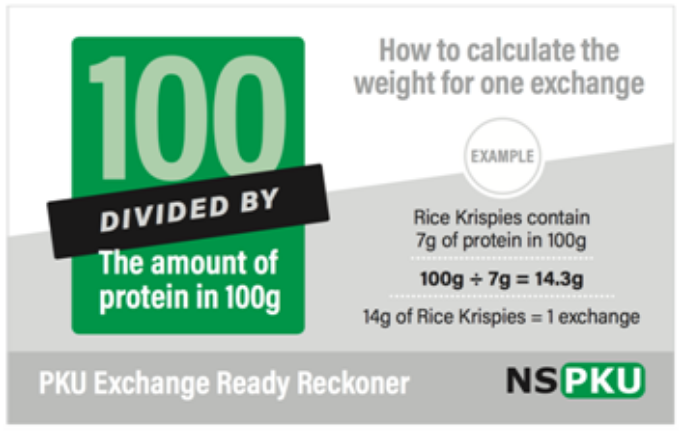 100
DIVIDED BY
The amount of
protein in 100g
How to calculate the
weight for one exchange
EXAMPLE
Rice Krispies contain
7g of protein in 100g
100g ÷ 7g = 14.3g
14g of Rice Krispies = 1 exchange
PKU Exchange Ready Reckoner
NSPKU